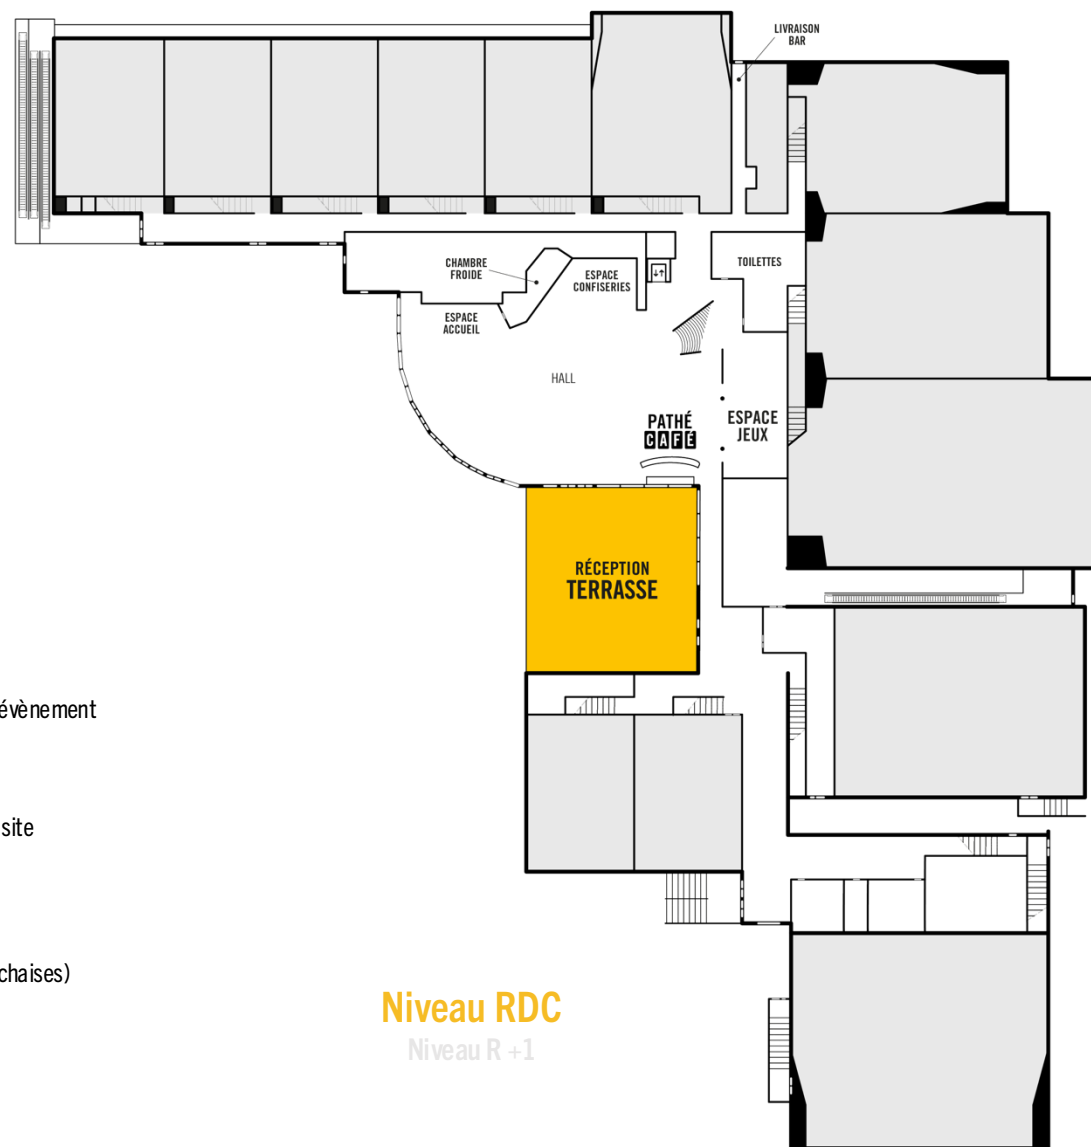 LIVRAISON
BAR
CHAMBRE
FROIDE
ESPACE
CONFISERIES
TOILETTES
ESPACE
ACCUEIL
HALL
PATHÉ
CAFÉ
ESPACE
JEUX
RÉCEPTION
TERRASSE
évènement
site
chaises)
Niveau RDC
Niveau R +1